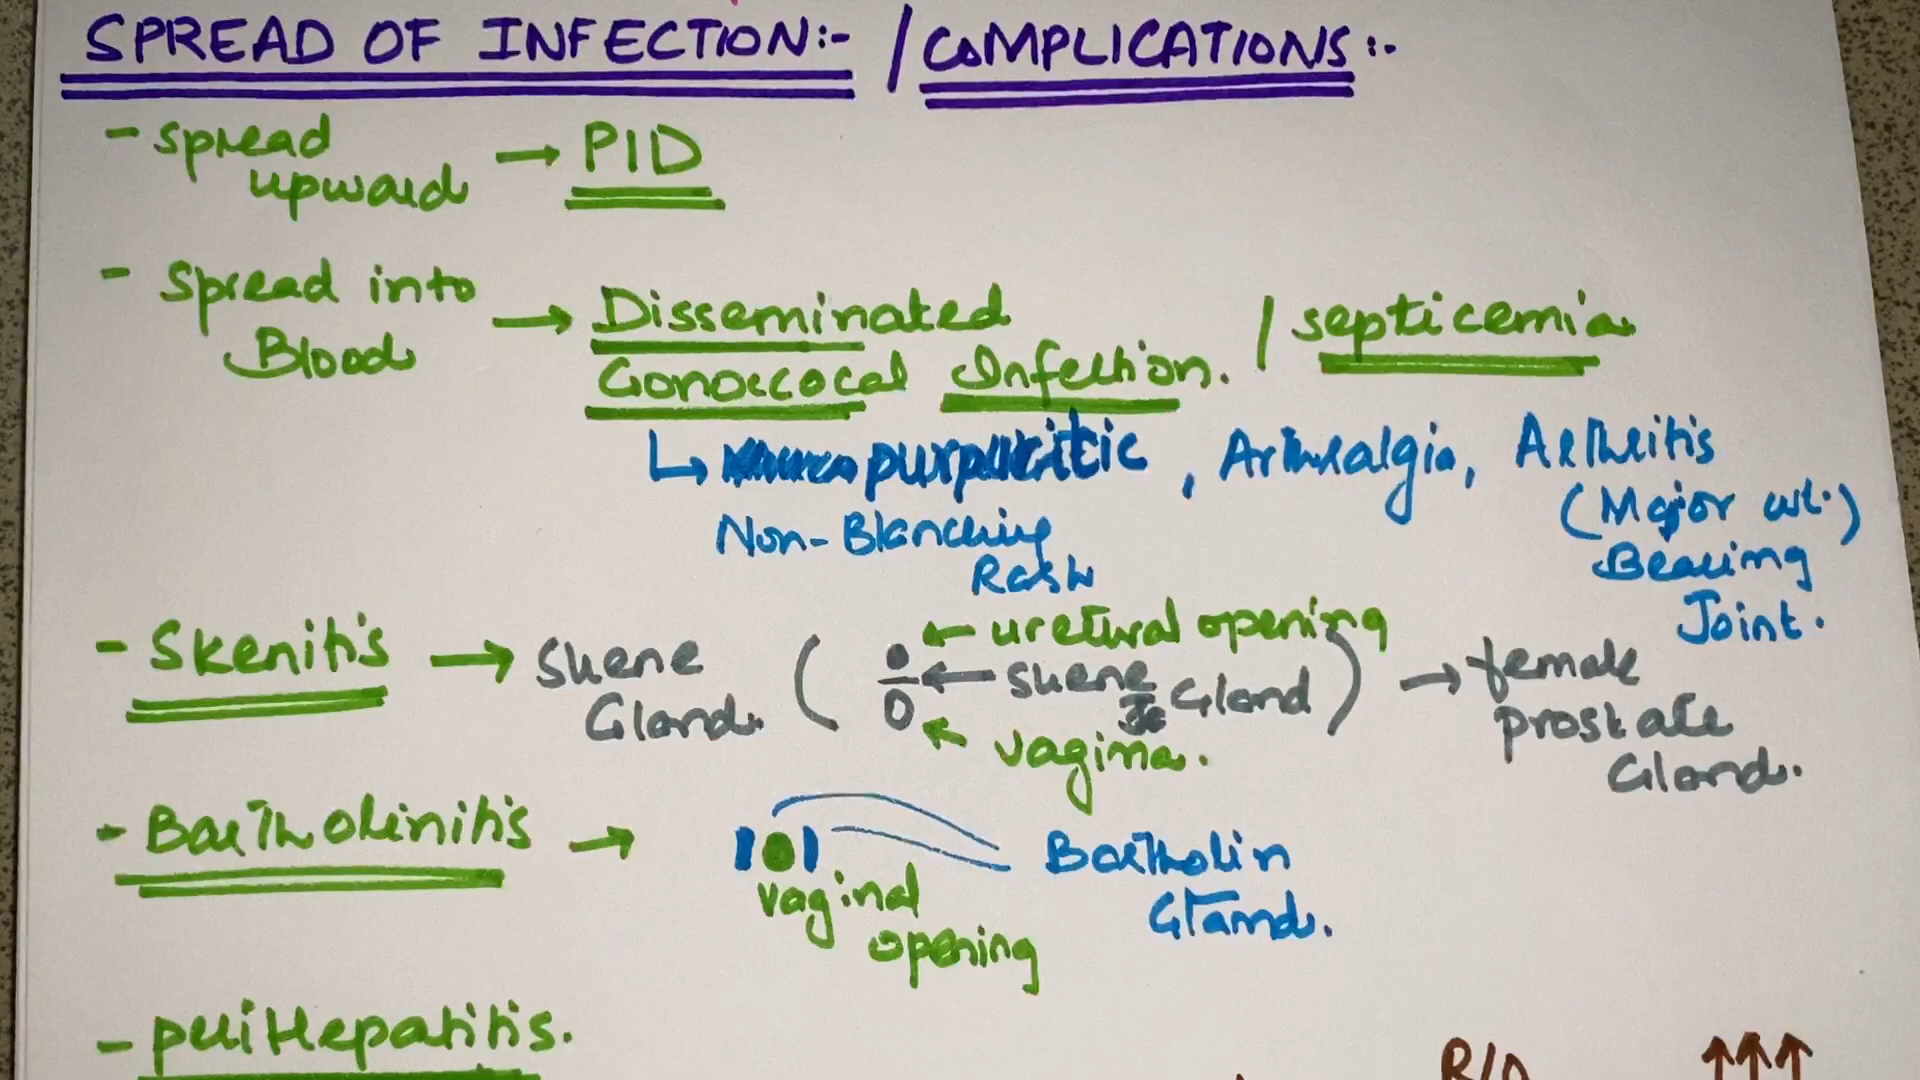 SPREAD OF INFECTION:- / COMPLICATIONS:-
- spread upward → PID
- Spread into Blood → Disseminated Gonoccocal Infection. / septicemia
↳ purpuritic Non-Blanching Rash, Arthralgia, Arthritis (Major wt.) Bearing Joint.
← uretural opening
- Skenitis → Skene Gland. ( ← Skene Gland ) → female prostate Gland.
← vagina.
- Bartholinitis → Bartholin Gland.
vaginal opening
- periHepatitis.
↑↑↑